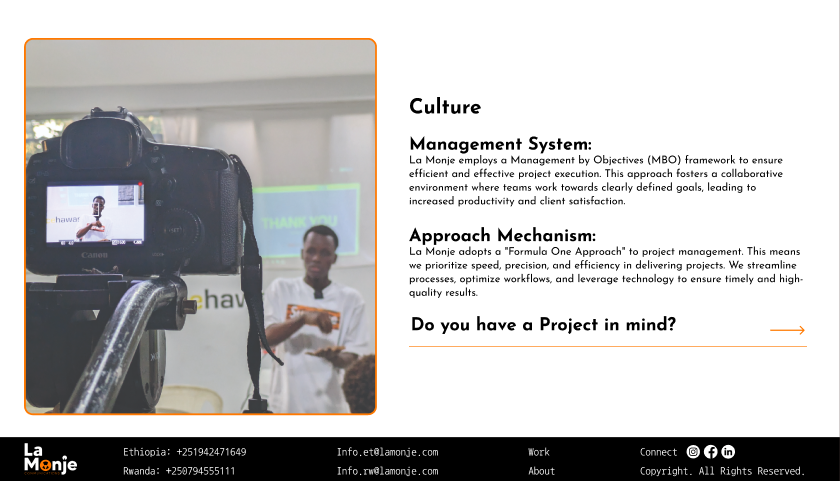 Culture
Management System:
La Monje employs a Management by Objectives (MBO) framework to ensure
efficient and effective project execution. This approach fosters a collaborative
environment where teams work towards clearly defined goals, leading to
increased productivity and client satisfaction.
Approach Mechanism:
La Monje adopts a "Formula One Approach" to project management. This means
we prioritize speed, precision, and efficiency in delivering projects. We streamline
processes, optimize workflows, and leverage technology to ensure timely and high-
quality results.
Do you have a Project in mind?
THANK YOU
hawar
Canon
ehaw
La
Monje
Ethiopia: +251942471649
Rwanda: +250794555111
Info.et@lamonje.com
Info.rw@lamonje.com
Work
About
Connect
Copyright. All Rights Reserved.